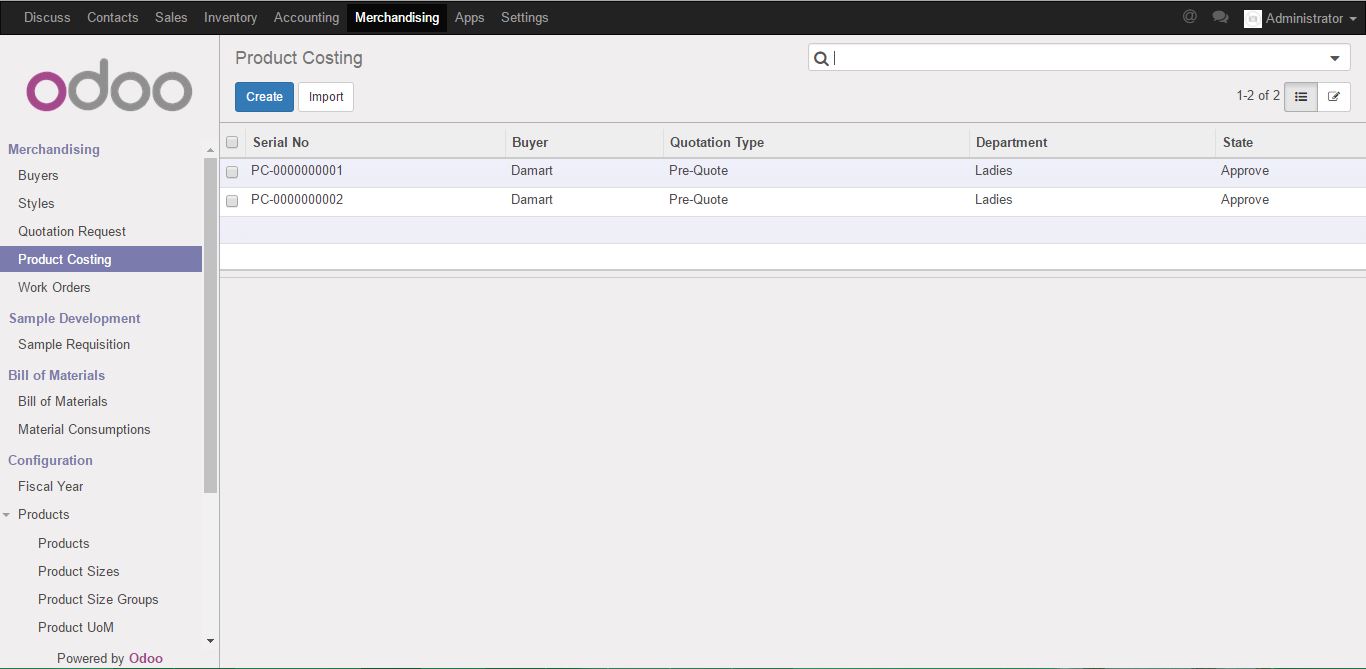 Discuss Contacts Sales Inventory Accounting Merchandising Apps Settings @ Administrator
odoo
Merchandising
Buyers
Styles
Quotation Request
Product Costing
Work Orders
Sample Development
Sample Requisition
Bill of Materials
Bill of Materials
Material Consumptions
Configuration
Fiscal Year
Products
Products
Product Sizes
Product Size Groups
Product UoM
Powered by Odoo
Product Costing
Create Import
1-2 of 2
Serial No Buyer Quotation Type Department State
PC-0000000001 Damart Pre-Quote Ladies Approve
PC-0000000002 Damart Pre-Quote Ladies Approve